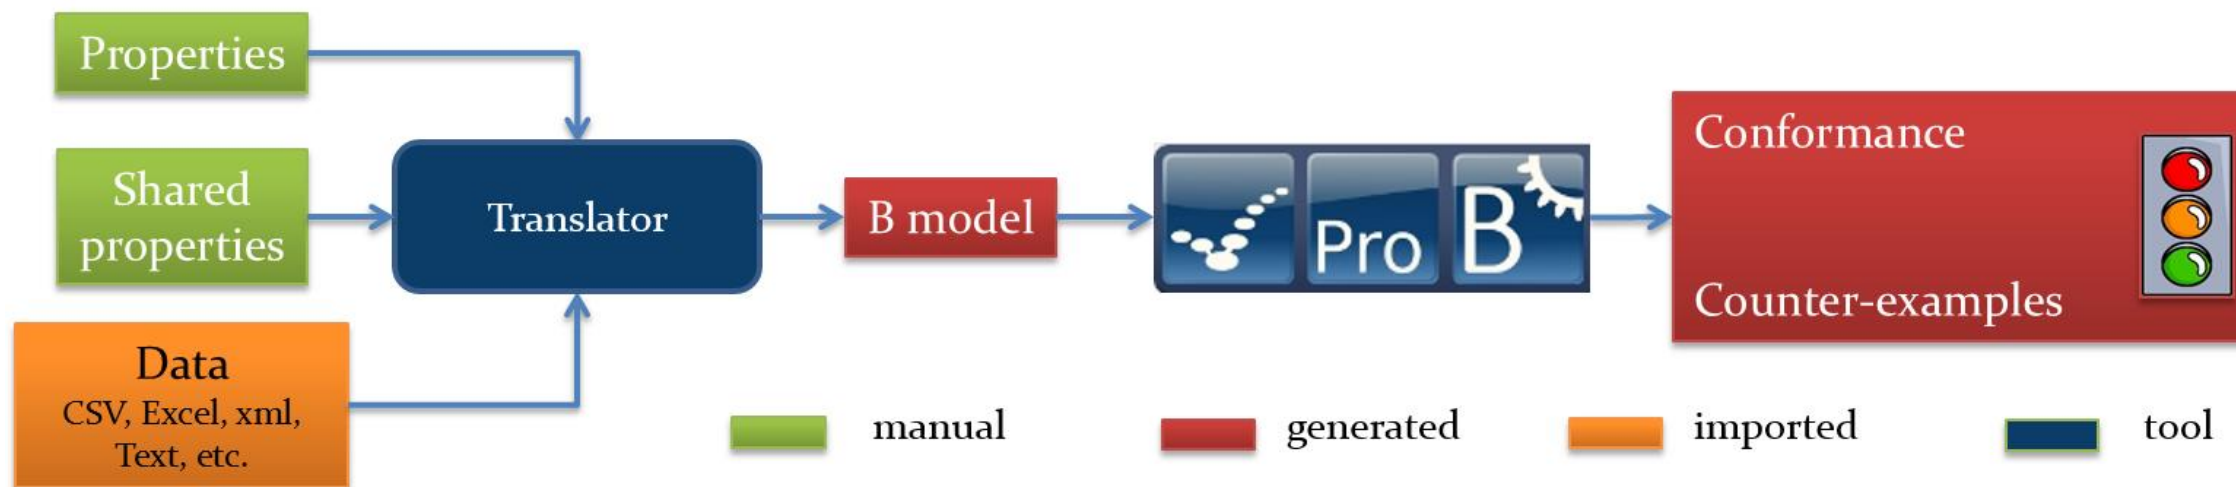 Properties
Shared
properties
Data
CSV, Excel, xml,
Text, etc.
Translator
B model
Pro B
Conformance
Counter-examples
manual
generated
imported
tool